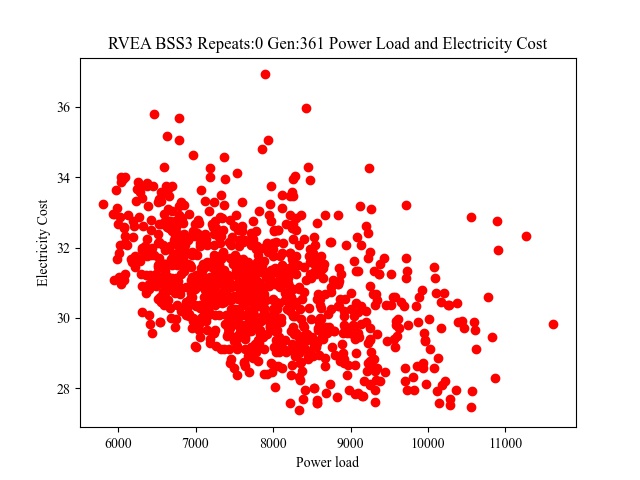 RVEA BSS3 Repeats:0 Gen:361 Power Load and Electricity Cost
36
34
32
30
28
Electricity Cost
6000 7000 8000 9000 10000 11000
Power load